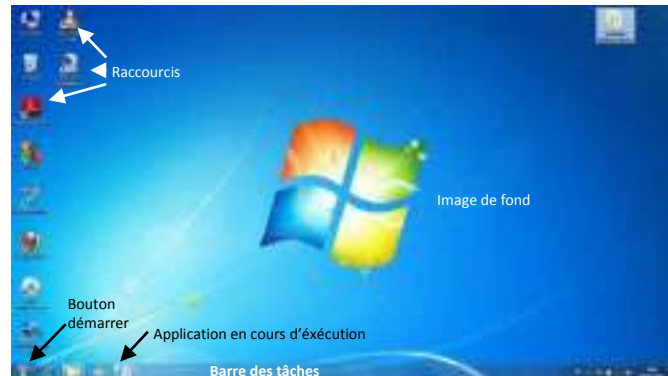 Raccourcis
Image de fond
Bouton
démarrer
Application en cours d’éxécution
Barre des tâches